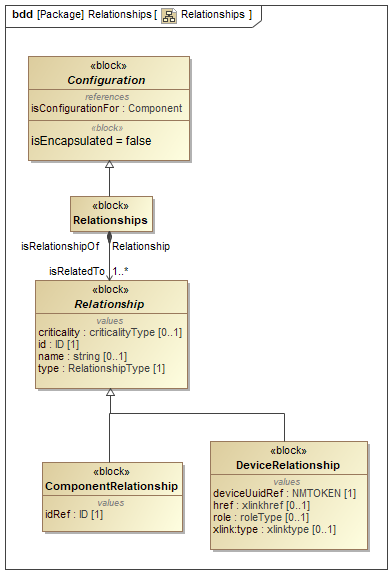 bdd [Package] Relationships [ Relationships ]
«block»
Configuration
references
isConfigurationFor : Component
«block»
isEncapsulated = false
«block»
Relationships
isRelationshipOf Relationship
isRelatedTo 1..*
«block»
Relationship
values
criticality : criticalityType [0..1]
id : ID [1]
name : string [0..1]
type : RelationshipType [1]
«block»
ComponentRelationship
values
idRef : ID [1]
«block»
DeviceRelationship
values
deviceUuidRef : NMTOKEN [1]
href : xlinkhref [0..1]
role : roleType [0..1]
xlink:type : xlinktype [0..1]